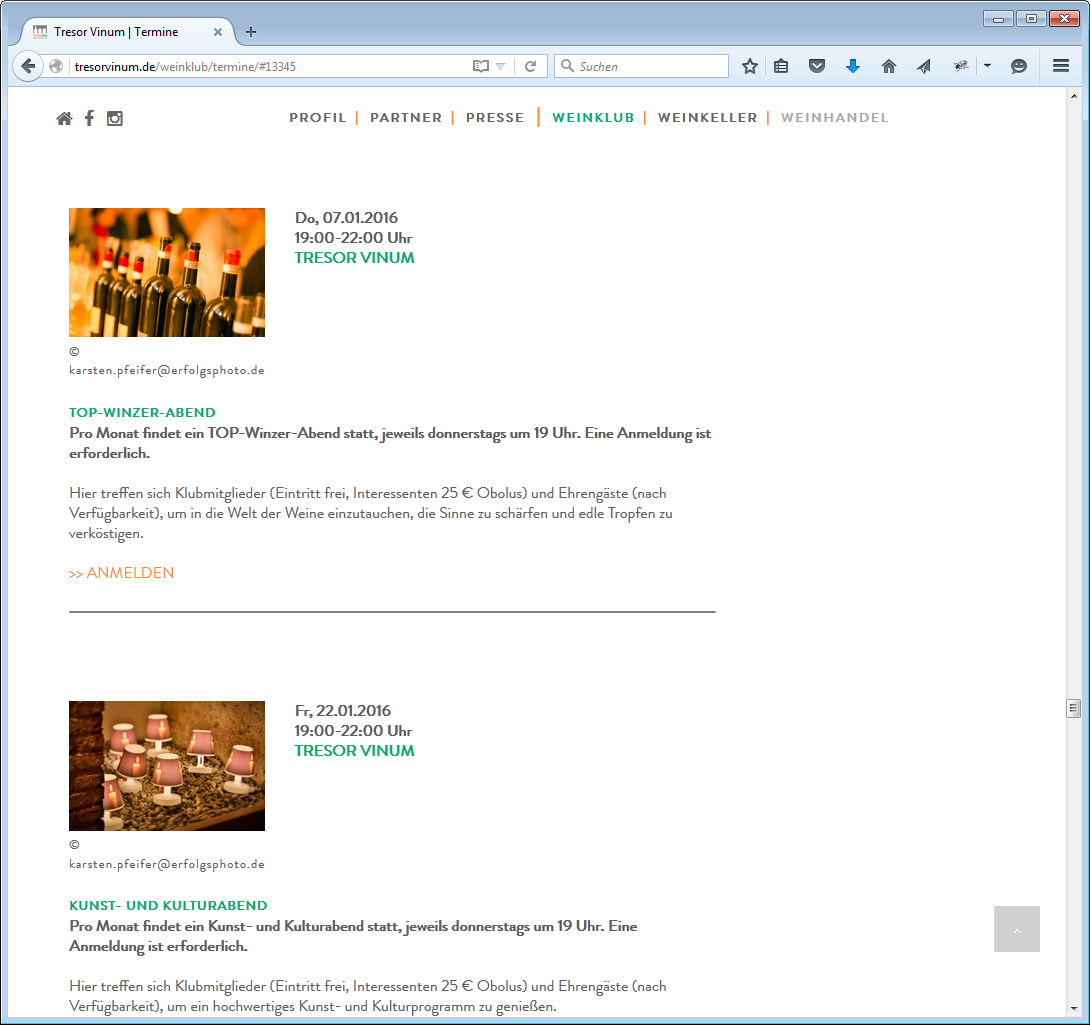 Tresor Vinum | Termine
tresorvinum.de/weinklub/termine/#13345
Suchen
PROFIL | PARTNER | PRESSE | WEINKLUB | WEINKELLER | WEINHANDEL
Do, 07.01.2016
19:00-22:00 Uhr
TRESOR VINUM
©
karsten.pfeifer@erfolgsphoto.de
TOP-WINZER-ABEND
Pro Monat findet ein TOP-Winzer-Abend statt, jeweils donnerstags um 19 Uhr. Eine Anmeldung ist
erforderlich.
Hier treffen sich Klubmitglieder (Eintritt frei, Interessenten 25 € Obolus) und Ehrengäste (nach
Verfügbarkeit), um in die Welt der Weine einzutauchen, die Sinne zu schärfen und edle Tropfen zu
verköstigen.
>> ANMELDEN
Fr, 22.01.2016
19:00-22:00 Uhr
TRESOR VINUM
©
karsten.pfeifer@erfolgsphoto.de
KUNST- UND KULTURABEND
Pro Monat findet ein Kunst- und Kulturabend statt, jeweils donnerstags um 19 Uhr. Eine
Anmeldung ist erforderlich.
Hier treffen sich Klubmitglieder (Eintritt frei, Interessenten 25 € Obolus) und Ehrengäste (nach
Verfügbarkeit), um ein hochwertiges Kunst- und Kulturprogramm zu genießen.